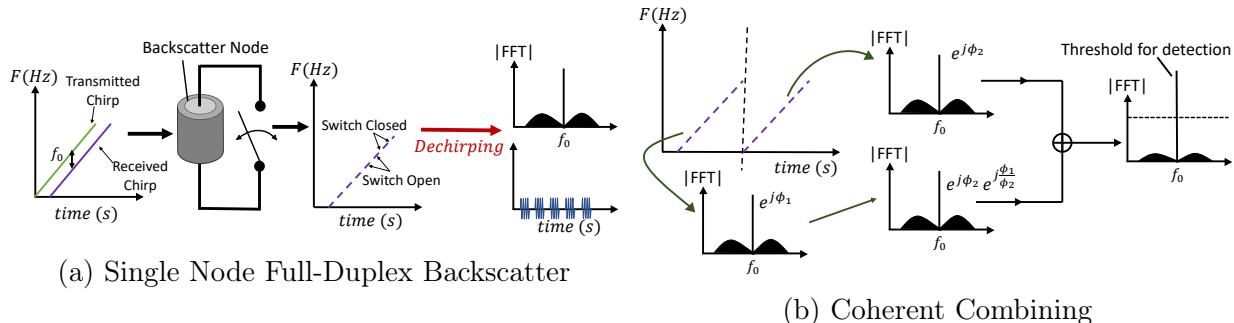 Backscatter Node
F(Hz)
Transmitted
Chirp
f₀
Received
Chirp
time (s)
F(Hz)
Switch Closed
Switch Open
time (s)
Dechirping
|FFT|
f₀
time (s)
(a) Single Node Full-Duplex Backscatter
F(Hz)
time (s)
|FFT|
e^{jϕ₁}
f₀
|FFT|
e^{jϕ₂}
f₀
|FFT|
e^{jϕ₂} e^{j\frac{ϕ₁}{ϕ₂}}
f₀
Threshold for detection
|FFT|
f₀
(b) Coherent Combining